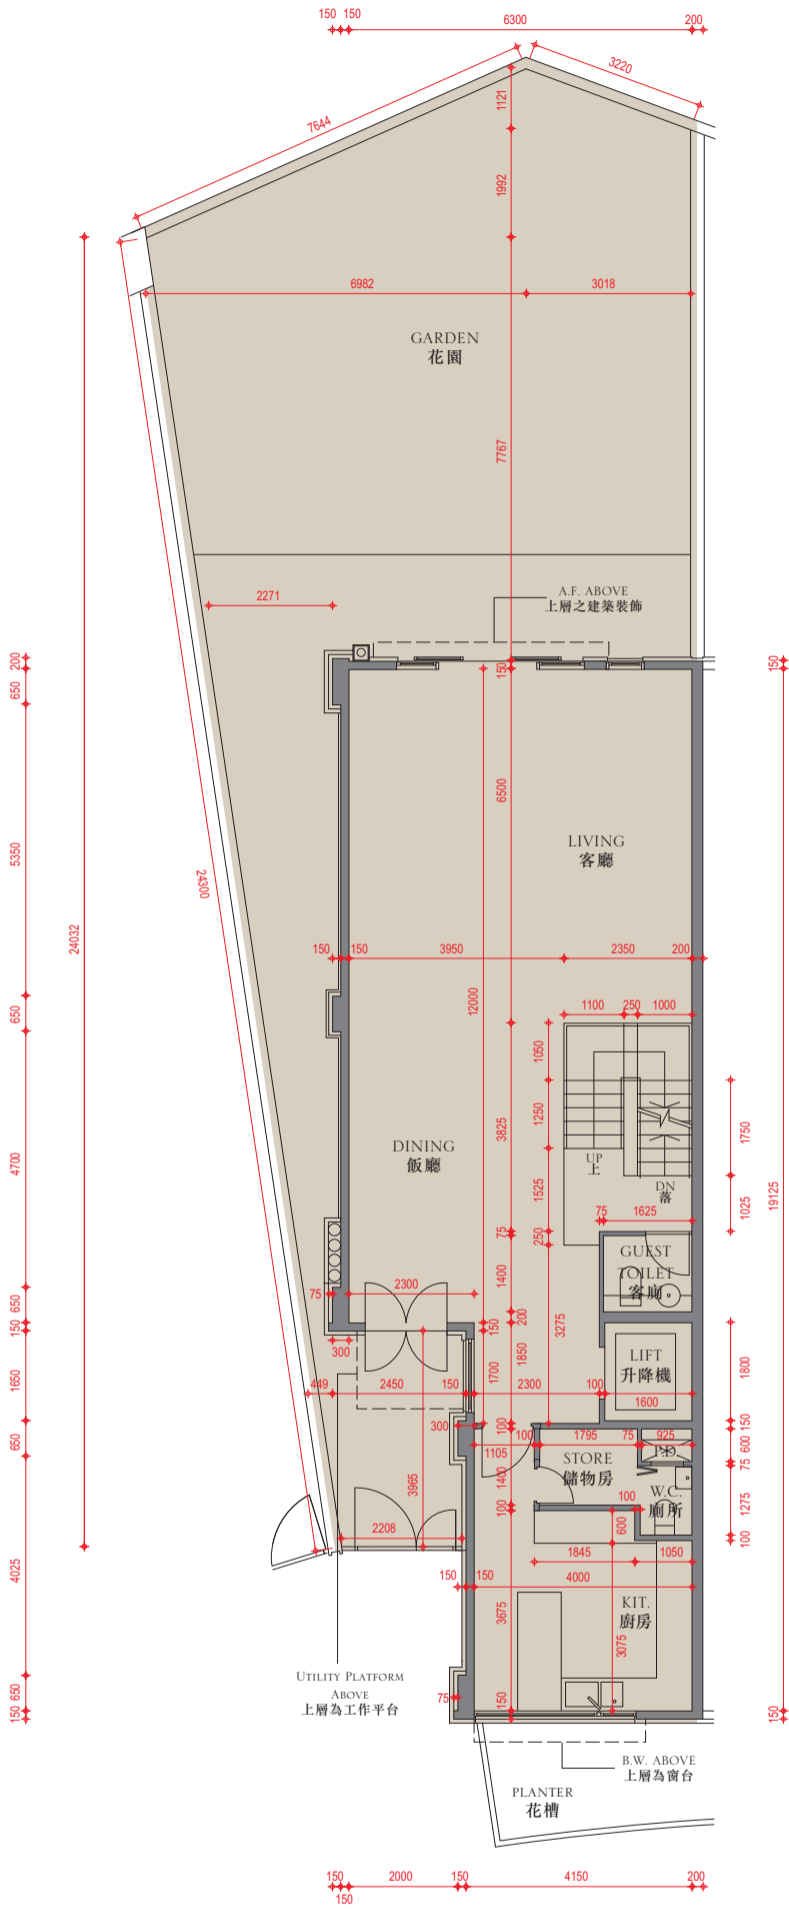 150 150 6300 200
3220
7644
1121
1992
6982 3018
GARDEN
花園
7767
2271
A.F. ABOVE
上層之建築裝飾
200
150
150
650
6500
LIVING
客廳
5350
24300
24032
150 150 3950 2350 200
12000
1100 250 1000
650
1050
1250
3825
1750
DINING
飯廳
UP
上
DN
落
4700
1525
19125
1025
75 1625
75
250
GUEST
TOILET
客廁
1400
2300
75
650
150
150
200
300
3275
1850
LIFT
升降機
1800
1650
1700
449 2450 150 2300 100
1600
300
100
150
1105
100 1795 75 925
P.D.
600
650
STORE
儲物房
75
1400
W.C.
廁所
3965
1275
100
100
600
100
2208
4025
1845 1050
150 150 4000
KIT.
廚房
3675
3075
UTILITY PLATFORM
ABOVE
上層為工作平台
650
75
150
150
150
B.W. ABOVE
上層為窗台
PLANTER
花槽
150 2000 150 4150 200
150